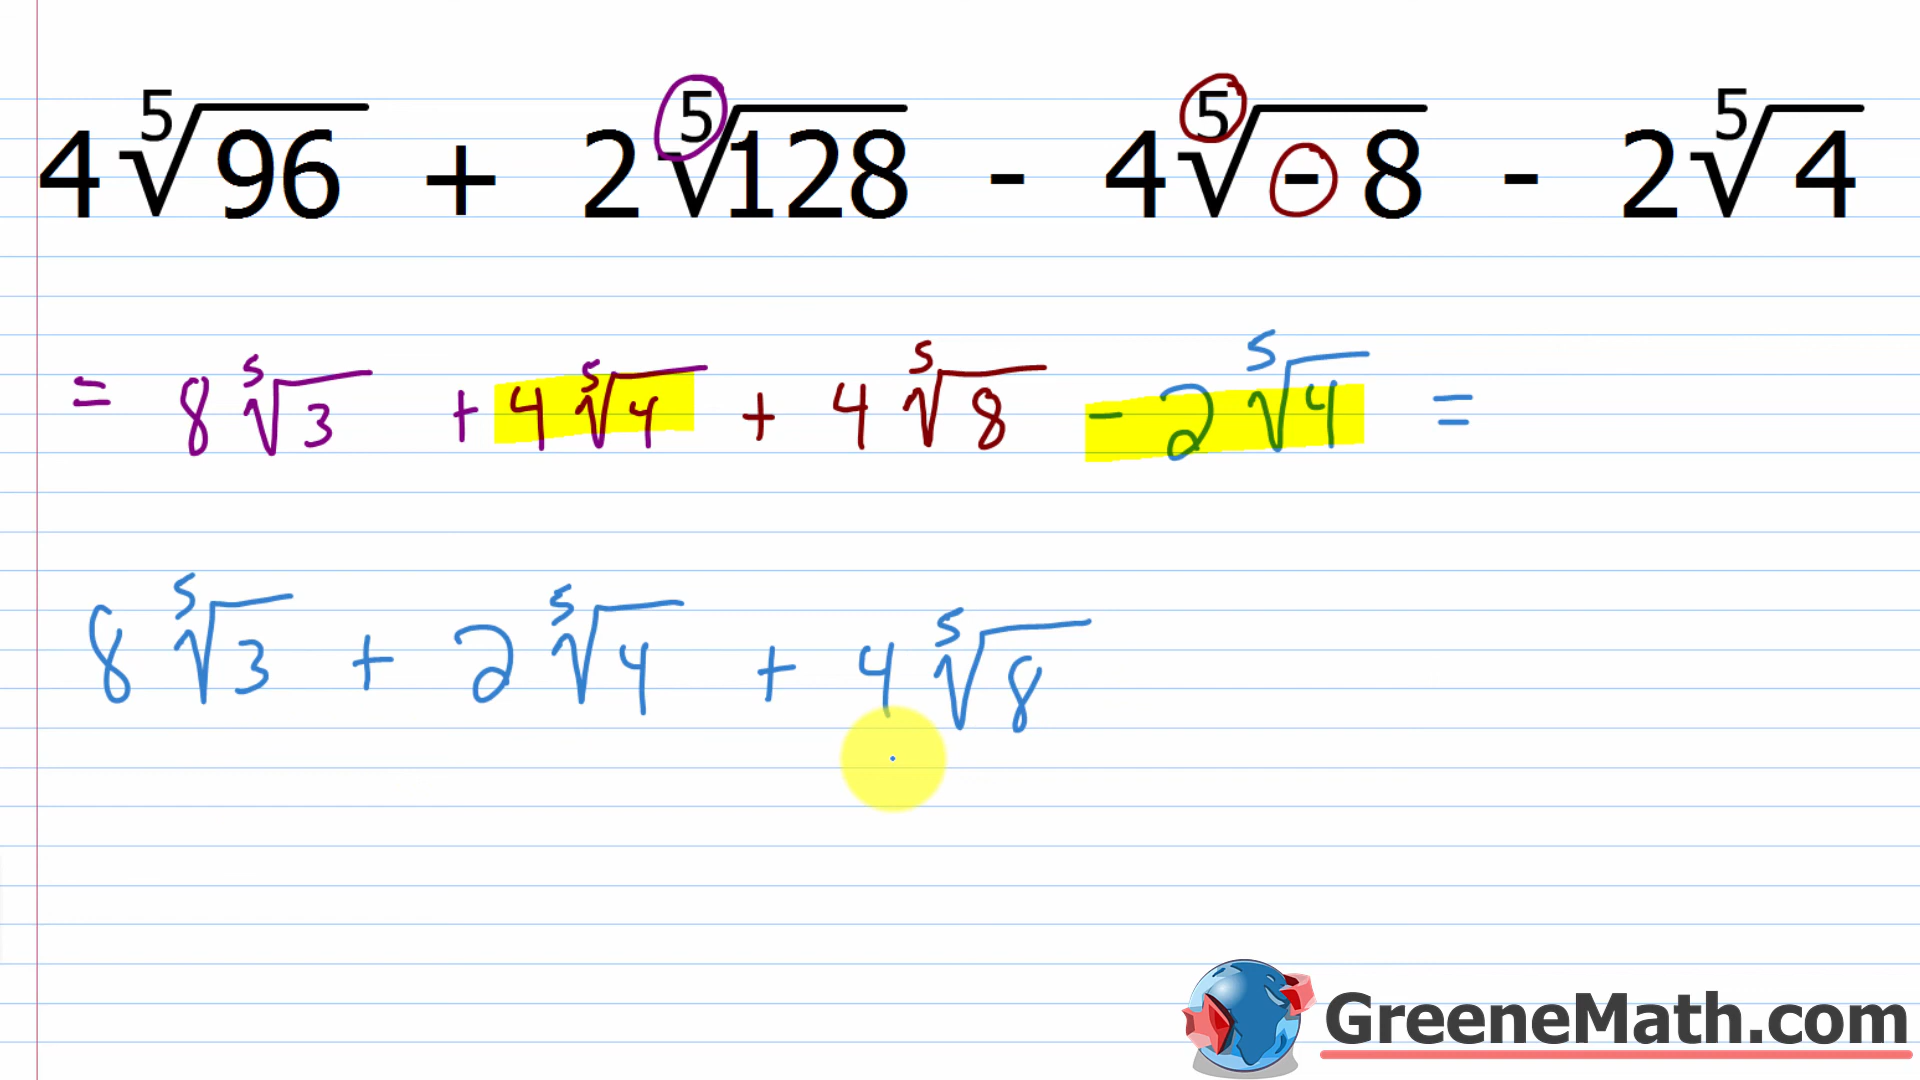 4⁵√96 + 2⁵√128 - 4⁵√-8 - 2⁵√4
= 8⁵√3 + 4⁵√4 + 4⁵√8 - 2⁵√4 =
8⁵√3 + 2⁵√4 + 4⁵√8
GreeneMath.com